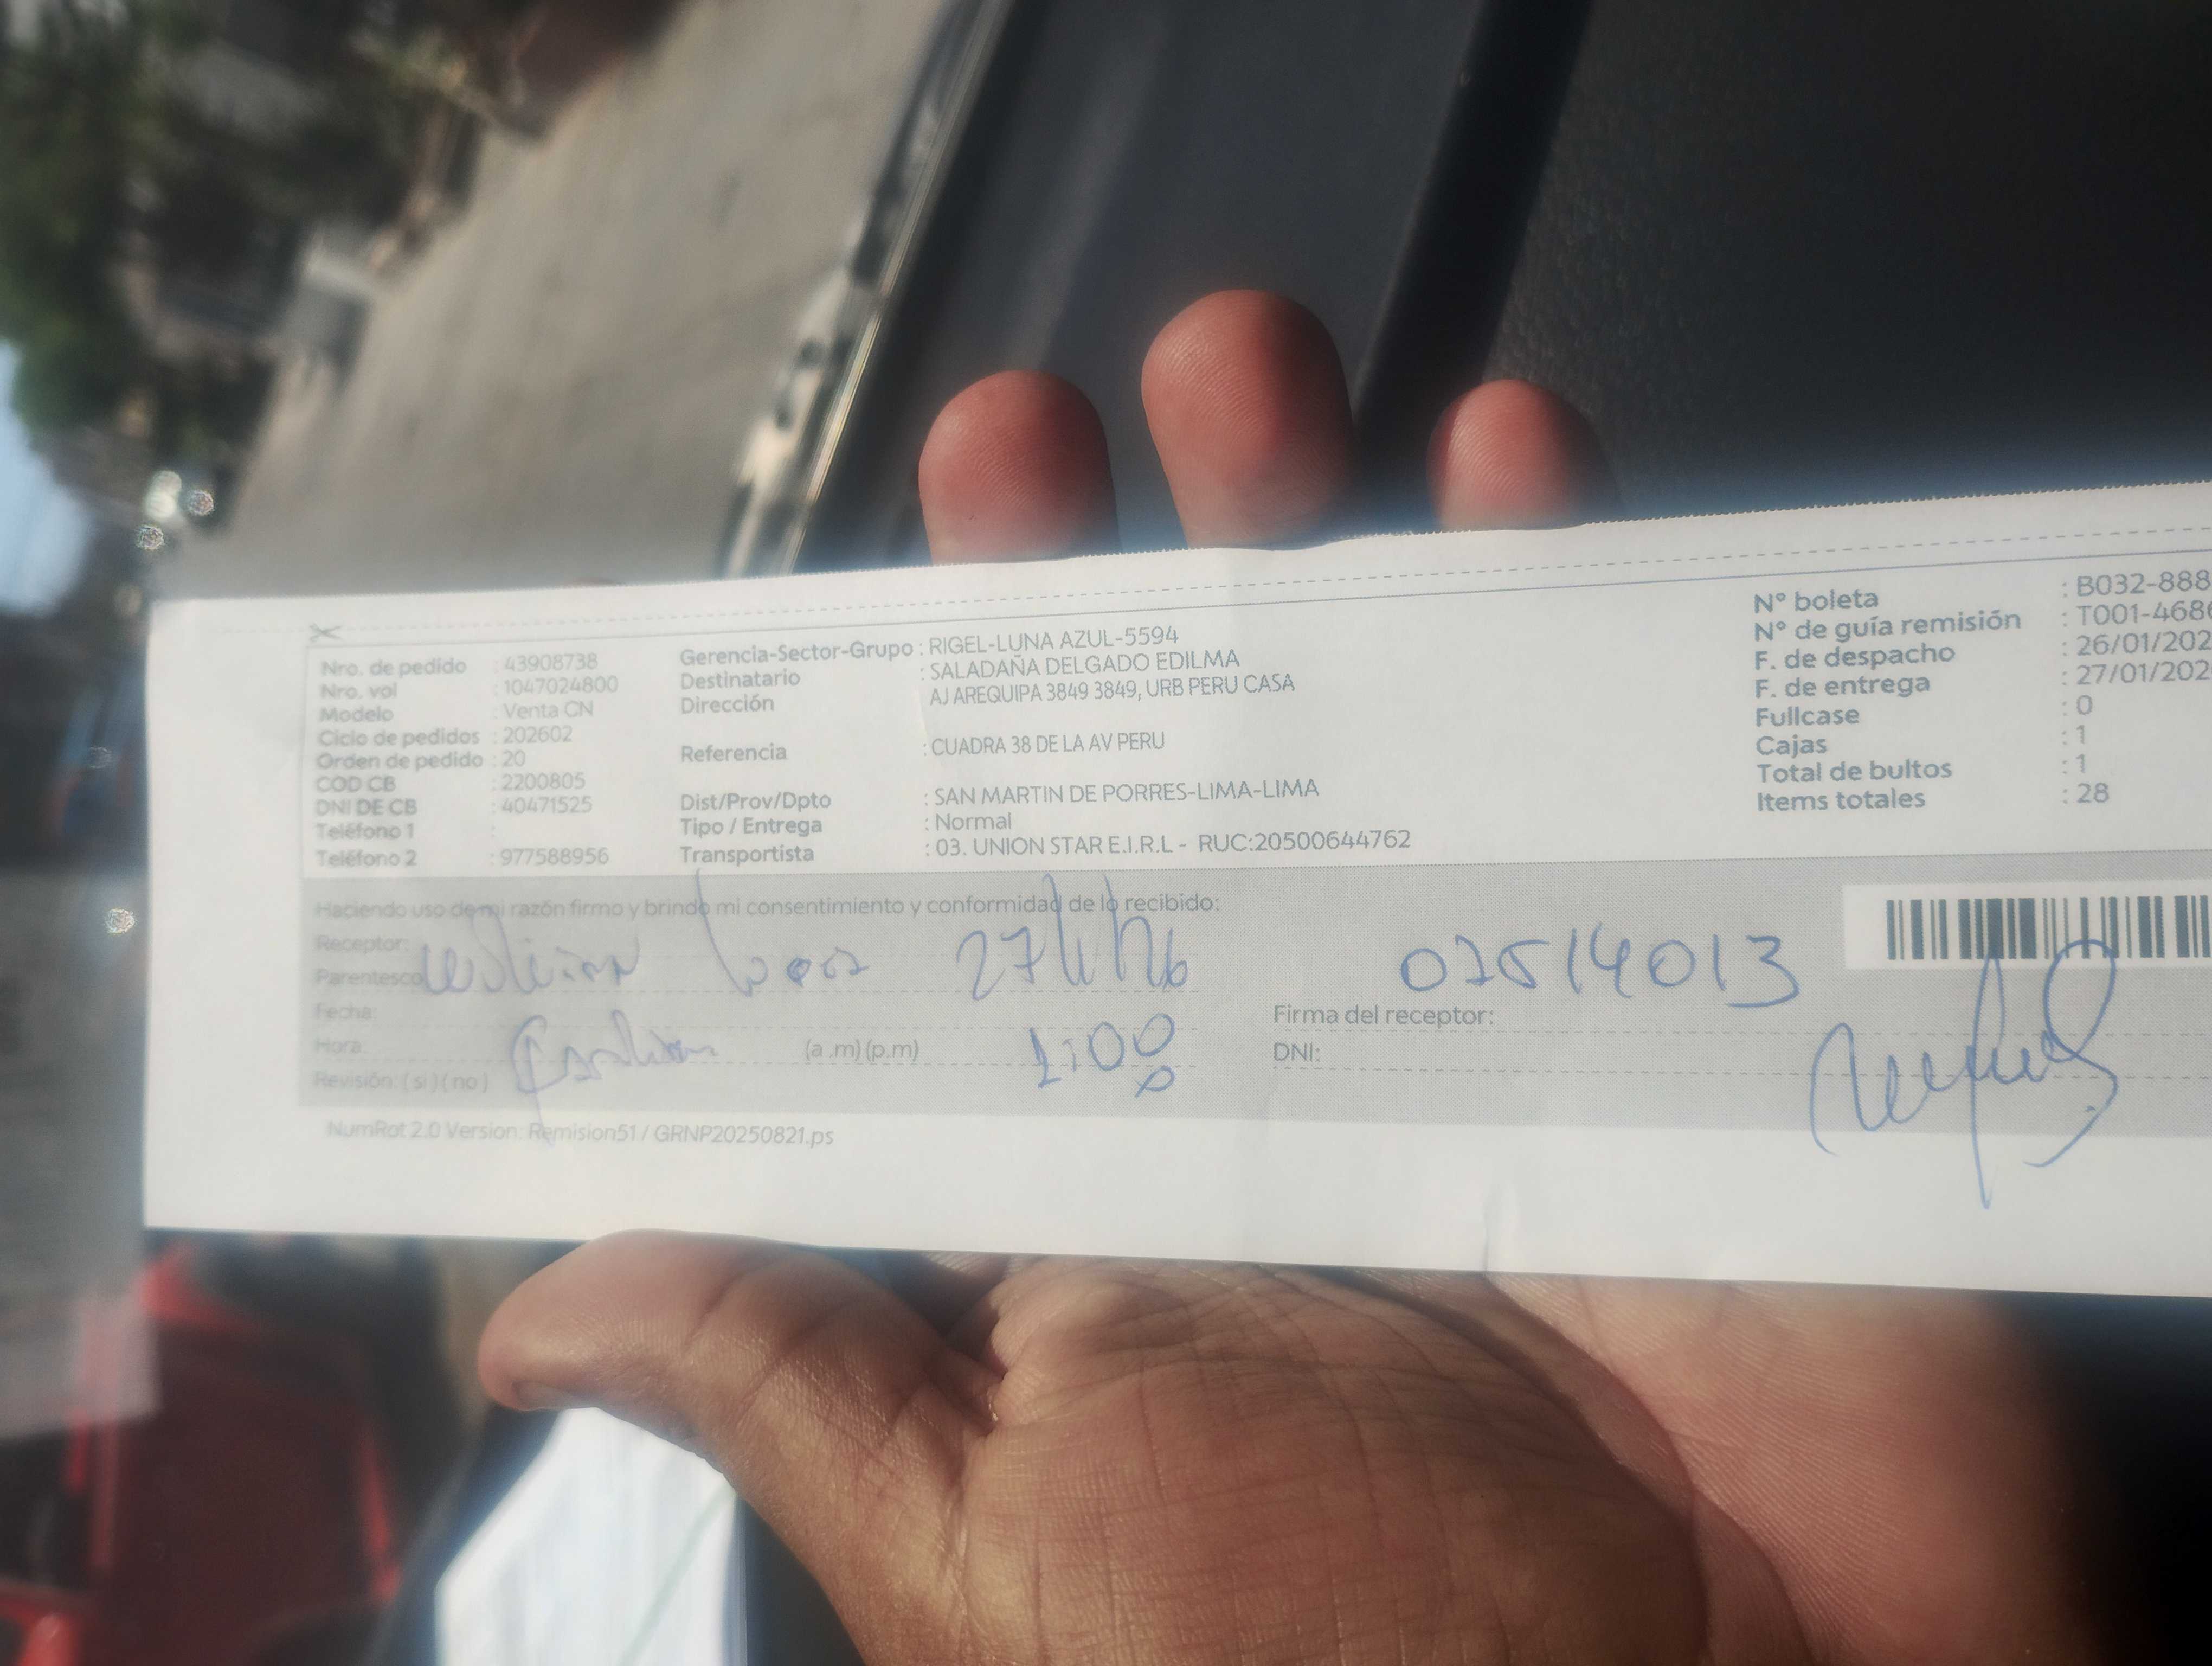 Nro. de pedido : 43908738
Nro. vol : 1047024800
Modelo : Venta CN
Ciclo de pedidos : 202602
Orden de pedido : 20
COD CB : 2200805
DNI DE CB : 40471525
Teléfono 1 :
Teléfono 2 : 977588956
Gerencia-Sector-Grupo : RIGEL-LUNA AZUL-5594
Destinatario : SALADAÑA DELGADO EDILMA
Dirección AJ AREQUIPA 3849 3849, URB PERU CASA
Referencia : CUADRA 38 DE LA AV PERU
Dist/Prov/Dpto : SAN MARTIN DE PORRES-LIMA-LIMA
Tipo / Entrega : Normal
Transportista : 03. UNION STAR E.I.R.L - RUC:20500644762
N° boleta : B032-888
N° de guía remisión : T001-468
F. de despacho : 26/01/202
F. de entrega : 27/01/202
Fullcase : 0
Cajas : 1
Total de bultos : 1
Items totales : 28
Haciendo uso de mi razón firmo y brindo mi consentimiento y conformidad de lo recibido:
Receptor:
Parentesco 27/1/26
Fecha:
Hora: (a .m) (p.m) 1:00
Revisión: ( si ) ( no )
07514013
Firma del receptor:
DNI:
NumRot 2.0 Version: Remision51 / GRNP20250821.ps